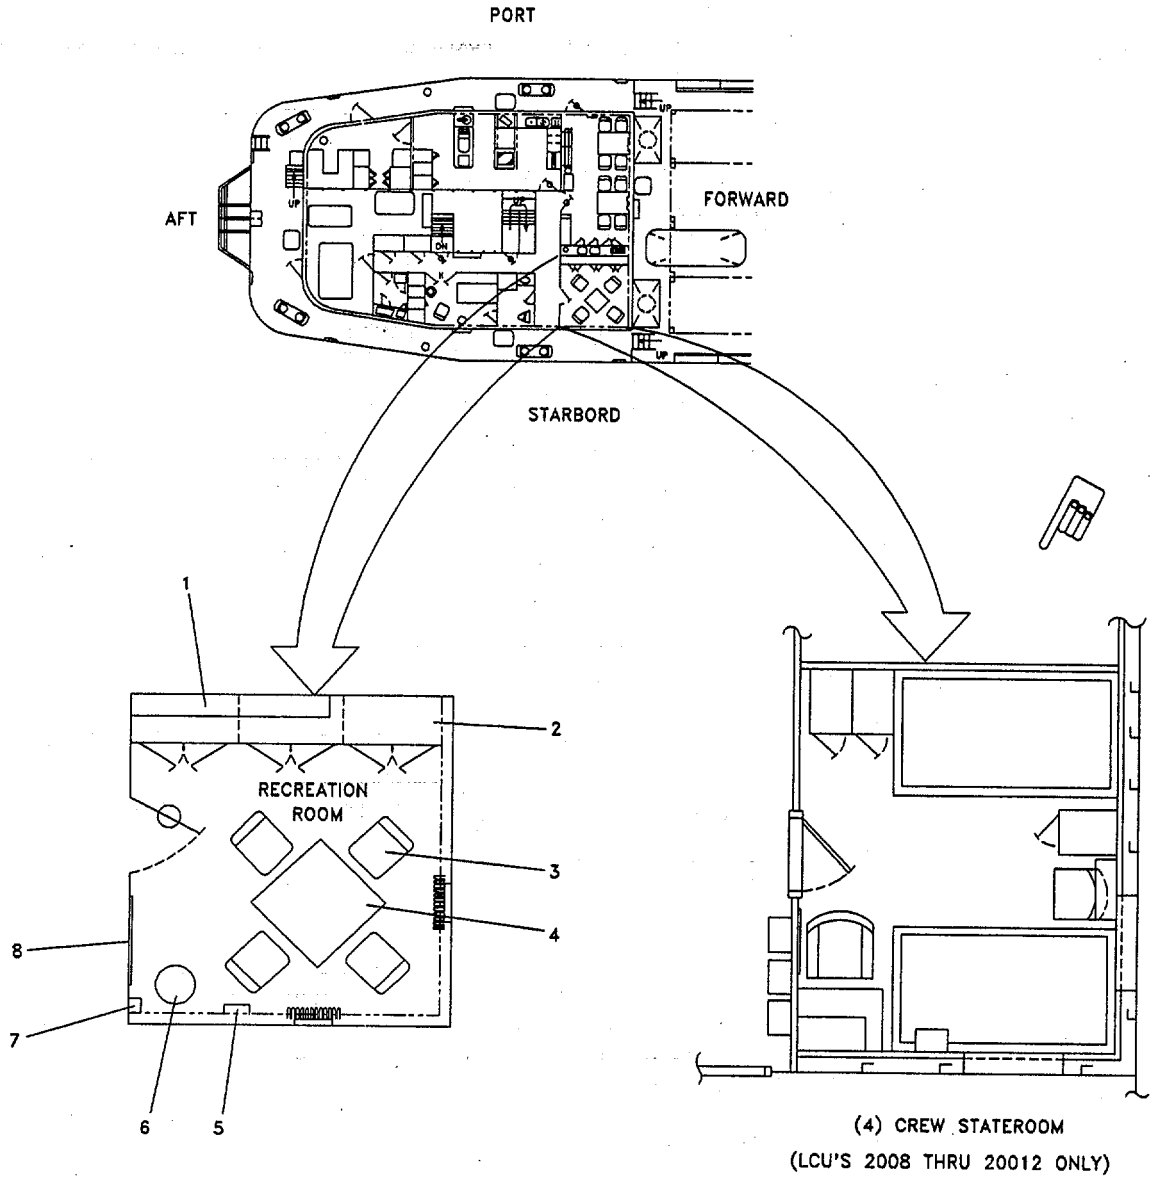 PORT
UP
FORWARD
AFT
UP
UP
DN
UP
STARBORD
1
2
RECREATION
ROOM
3
4
8
7
6
5
(4) CREW STATEROOM
(LCU'S 2008 THRU 20012 ONLY)